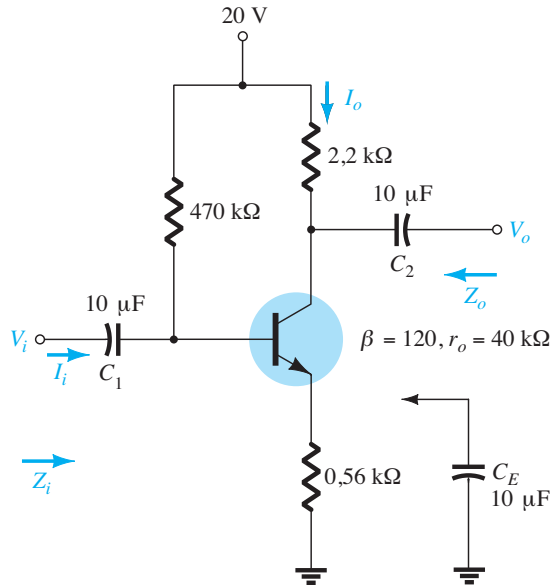 20 V
I_o
2,2 kΩ
470 kΩ
10 μF
V_o
C_2
Z_o
10 μF
V_i
I_i
C_1
β = 120, r_o = 40 kΩ
Z_i
0,56 kΩ
C_E
10 μF